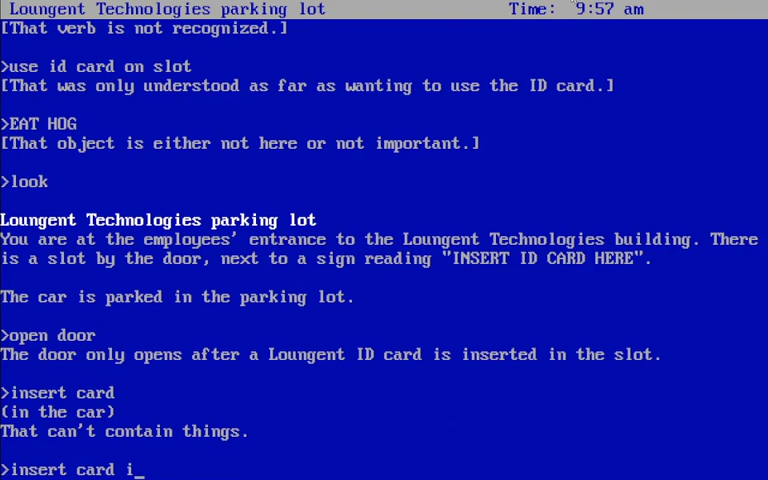 Loungent Technologies parking lot Time: 9:57 am
[That verb is not recognized.]
>use id card on slot
[That was only understood as far as wanting to use the ID card.]
>EAT HOG
[That object is either not here or not important.]
>look
Loungent Technologies parking lot
You are at the employees' entrance to the Loungent Technologies building. There
is a slot by the door, next to a sign reading "INSERT ID CARD HERE".
The car is parked in the parking lot.
>open door
The door only opens after a Loungent ID card is inserted in the slot.
>insert card
(in the car)
That can't contain things.
>insert card i_